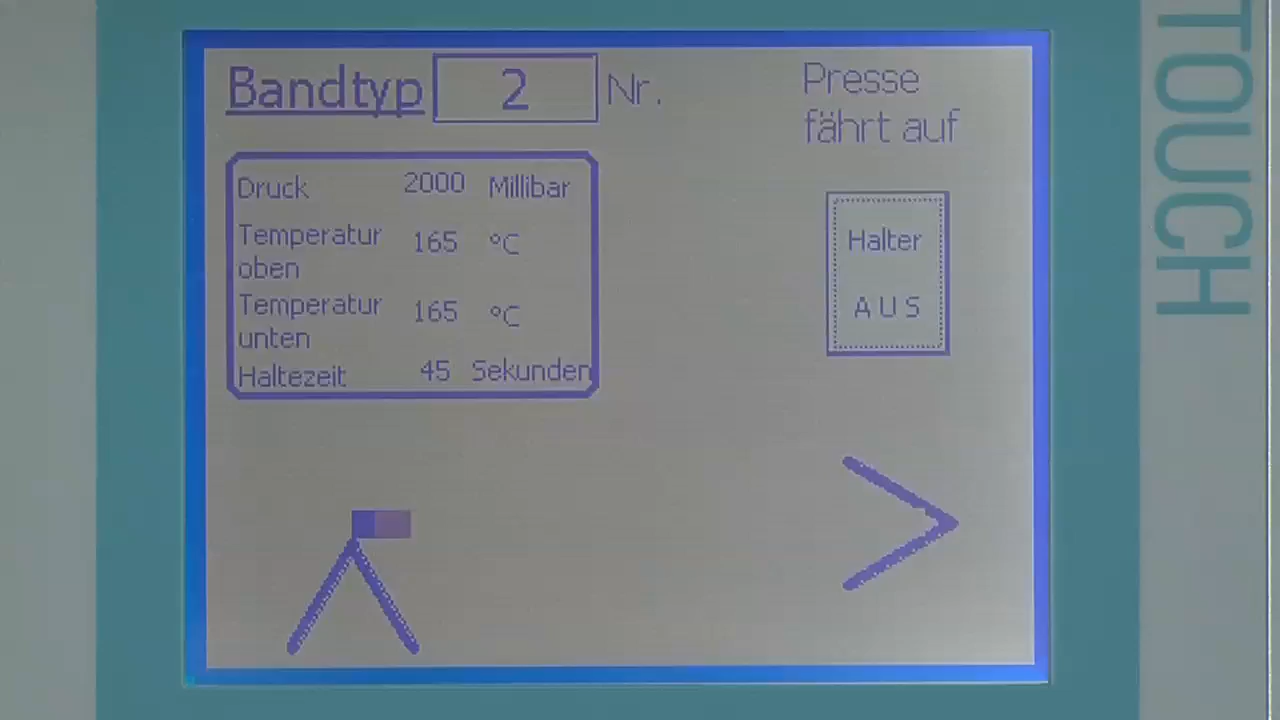 Bandtyp 2 Nr.
Presse
fährt auf
Druck 2000 Millibar
Temperatur
oben 165 °C
Temperatur
unten 165 °C
Haltezeit 45 Sekunden
Halter
AUS
TOUCH